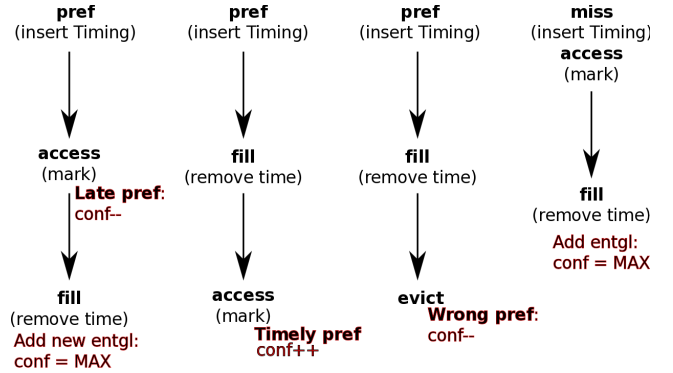 pref
(insert Timing)
access
(mark)
Late pref:
conf--
fill
(remove time)
Add new entgl:
conf = MAX
pref
(insert Timing)
fill
(remove time)
access
(mark)
Timely pref
conf++
pref
(insert Timing)
fill
(remove time)
evict
Wrong pref:
conf--
miss
(insert Timing)
access
(mark)
fill
(remove time)
Add entgl:
conf = MAX